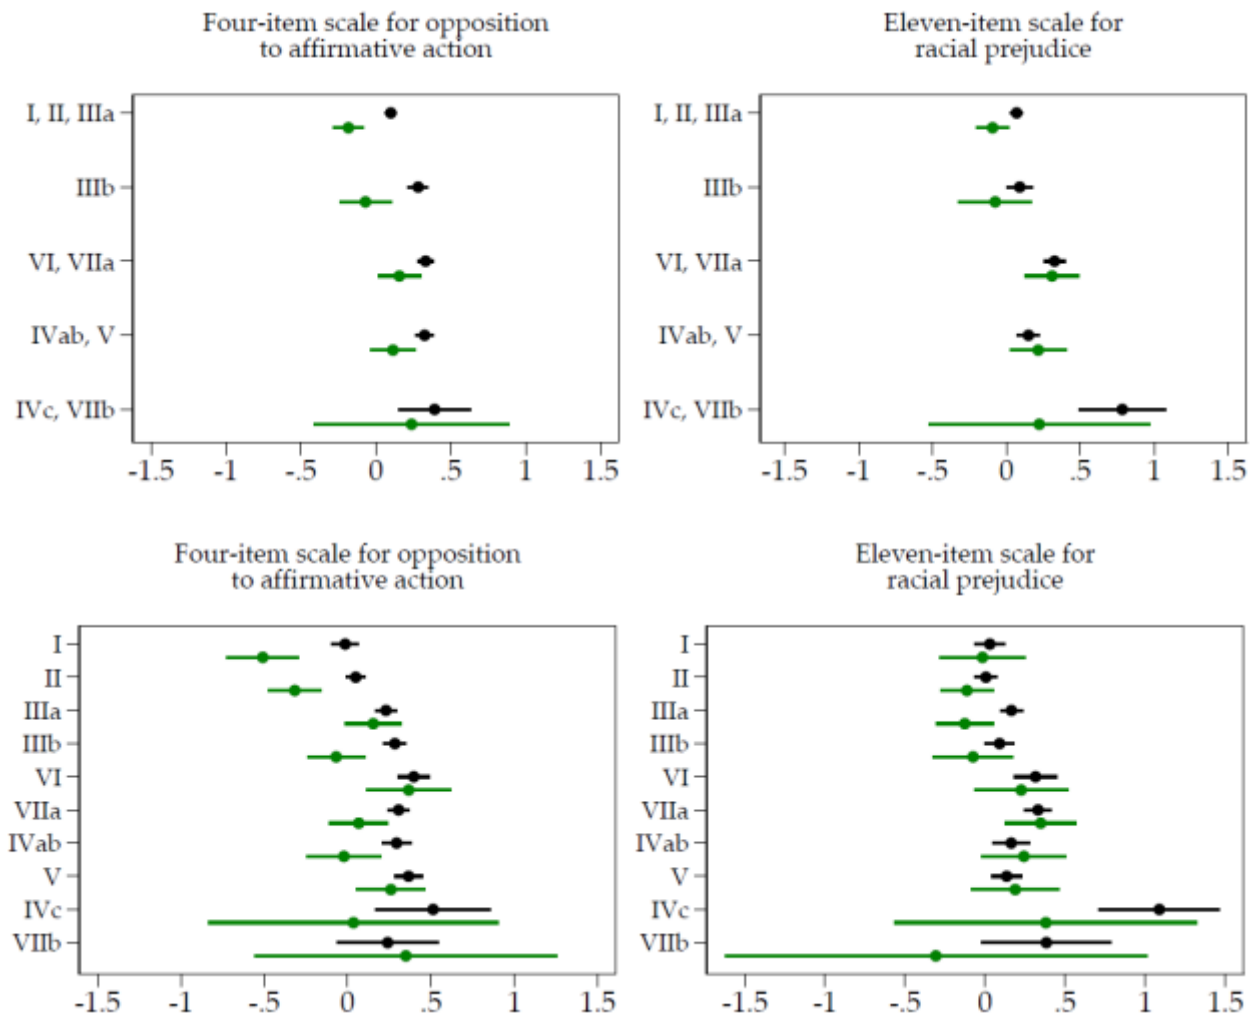 Four-item scale for opposition
to affirmative action
I, II, IIIa
IIIb
VI, VIIa
IVab, V
IVc, VIIb
-1.5 -1 -.5 0 .5 1 1.5
Eleven-item scale for
racial prejudice
I, II, IIIa
IIIb
VI, VIIa
IVab, V
IVc, VIIb
-1.5 -1 -.5 0 .5 1 1.5
Four-item scale for opposition
to affirmative action
I
II
IIIa
IIIb
VI
VIIa
IVab
V
IVc
VIIb
-1.5 -1 -.5 0 .5 1 1.5
Eleven-item scale for
racial prejudice
I
II
IIIa
IIIb
VI
VIIa
IVab
V
IVc
VIIb
-1.5 -1 -.5 0 .5 1 1.5